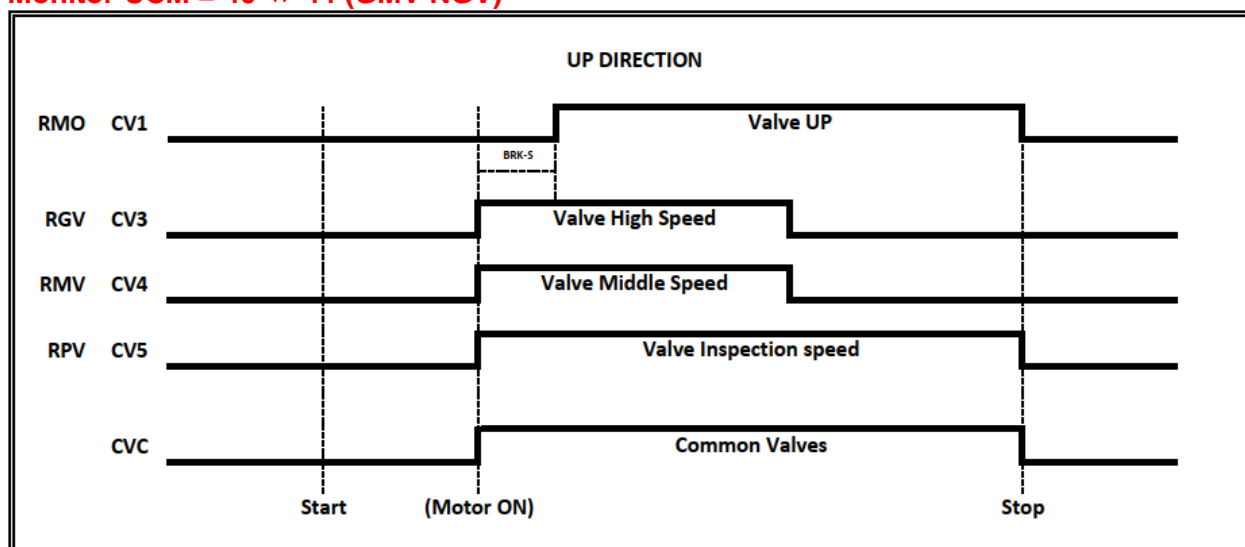 UP DIRECTION
RMO CV1 Valve UP
BRK-S
RGV CV3 Valve High Speed
RMV CV4 Valve Middle Speed
RPV CV5 Valve Inspection speed
CVC Common Valves
Start (Motor ON) Stop